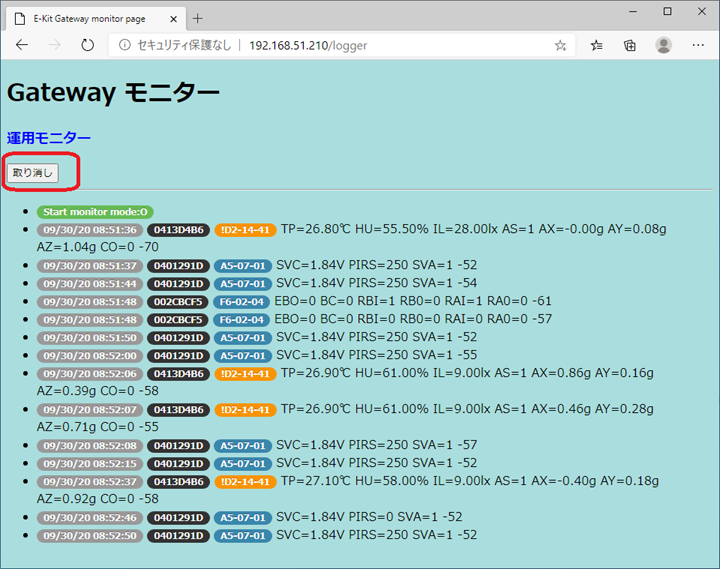 E-Kit Gateway monitor page
セキュリティ保護なし | 192.168.51.210/logger
Gateway モニター
運用モニター
取り消し
Start monitor mode:O
09/30/20 08:51:36 0413D4B6 !D2-14-41 TP=26.80℃ HU=55.50% IL=28.00lx AS=1 AX=-0.00g AY=0.08g
AZ=1.04g CO=0 -70
09/30/20 08:51:37 0401291D A5-07-01 SVC=1.84V PIRS=250 SVA=1 -52
09/30/20 08:51:44 0401291D A5-07-01 SVC=1.84V PIRS=250 SVA=1 -54
09/30/20 08:51:48 002CBCF5 F6-02-04 EBO=0 BC=0 RBI=1 RB0=0 RAI=1 RA0=0 -61
09/30/20 08:51:48 002CBCF5 F6-02-04 EBO=0 BC=0 RBI=0 RB0=0 RAI=0 RA0=0 -57
09/30/20 08:51:50 0401291D A5-07-01 SVC=1.84V PIRS=250 SVA=1 -52
09/30/20 08:52:00 0401291D A5-07-01 SVC=1.84V PIRS=250 SVA=1 -55
09/30/20 08:52:06 0413D4B6 !D2-14-41 TP=26.90℃ HU=61.00% IL=9.00lx AS=1 AX=0.86g AY=0.16g
AZ=0.39g CO=0 -58
09/30/20 08:52:07 0413D4B6 !D2-14-41 TP=26.90℃ HU=61.00% IL=9.00lx AS=1 AX=0.46g AY=0.28g
AZ=0.71g CO=0 -55
09/30/20 08:52:08 0401291D A5-07-01 SVC=1.84V PIRS=250 SVA=1 -57
09/30/20 08:52:15 0401291D A5-07-01 SVC=1.84V PIRS=250 SVA=1 -52
09/30/20 08:52:37 0413D4B6 !D2-14-41 TP=27.10℃ HU=58.00% IL=9.00lx AS=1 AX=-0.40g AY=0.18g
AZ=0.92g CO=0 -58
09/30/20 08:52:46 0401291D A5-07-01 SVC=1.84V PIRS=0 SVA=1 -52
09/30/20 08:52:50 0401291D A5-07-01 SVC=1.84V PIRS=250 SVA=1 -52